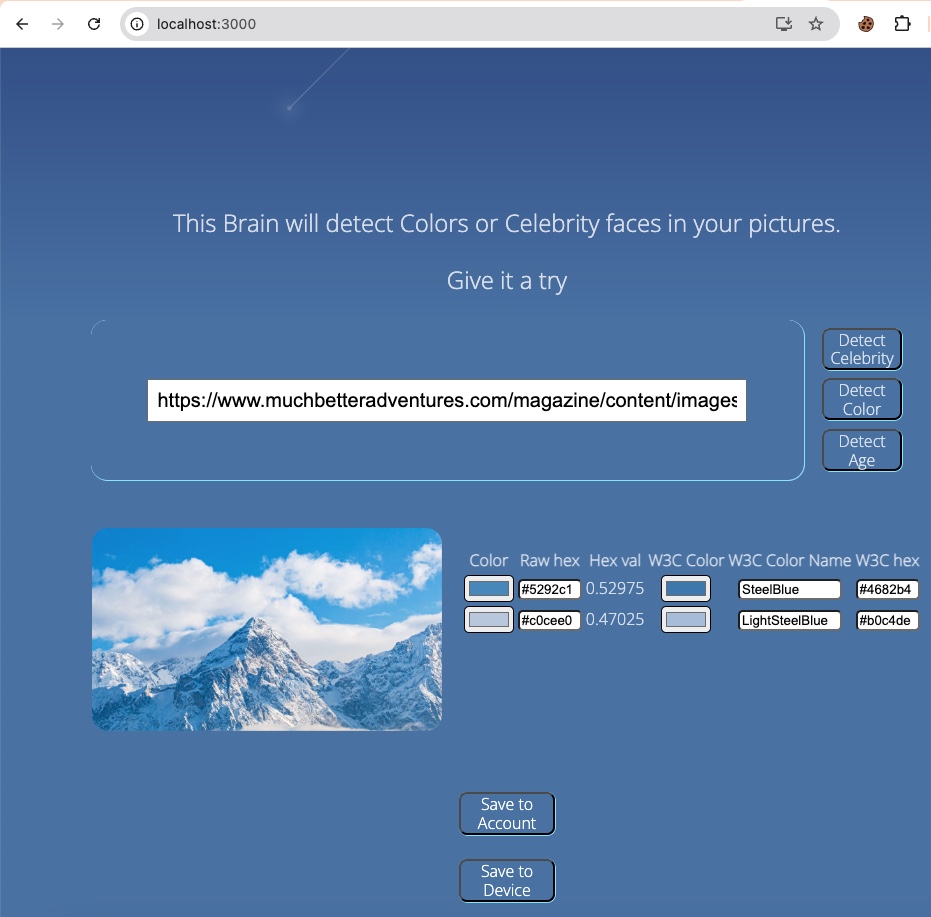 localhost:3000
This Brain will detect Colors or Celebrity faces in your pictures.
Give it a try
https://www.muchbetteradventures.com/magazine/content/images
Detect
Celebrity
Detect
Color
Detect
Age
Color Raw hex Hex val W3C Color W3C Color Name W3C hex
#5292c1 0.52975 SteelBlue #4682b4
#c0cee0 0.47025 LightSteelBlue #b0c4de
Save to
Account
Save to
Device